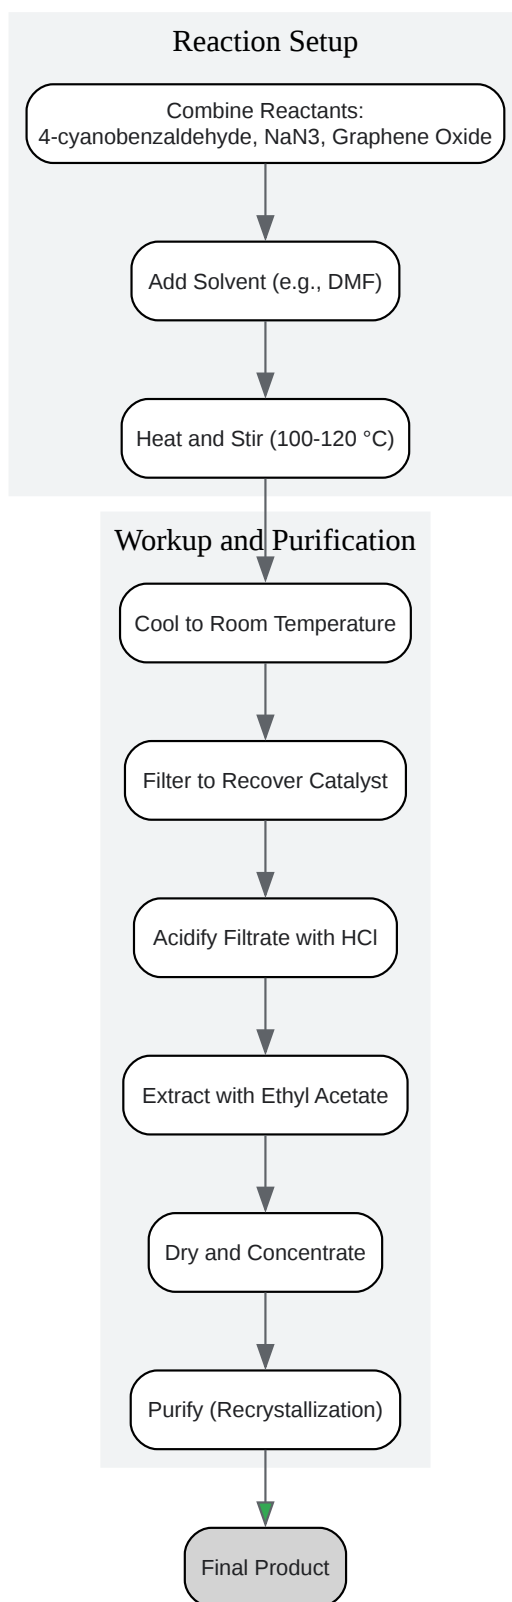 Reaction Setup
Combine Reactants:
4-cyanobenzaldehyde, NaN3, Graphene Oxide
Add Solvent (e.g., DMF)
Heat and Stir (100-120 °C)
Workup and Purification
Cool to Room Temperature
Filter to Recover Catalyst
Acidify Filtrate with HCl
Extract with Ethyl Acetate
Dry and Concentrate
Purify (Recrystallization)
Final Product